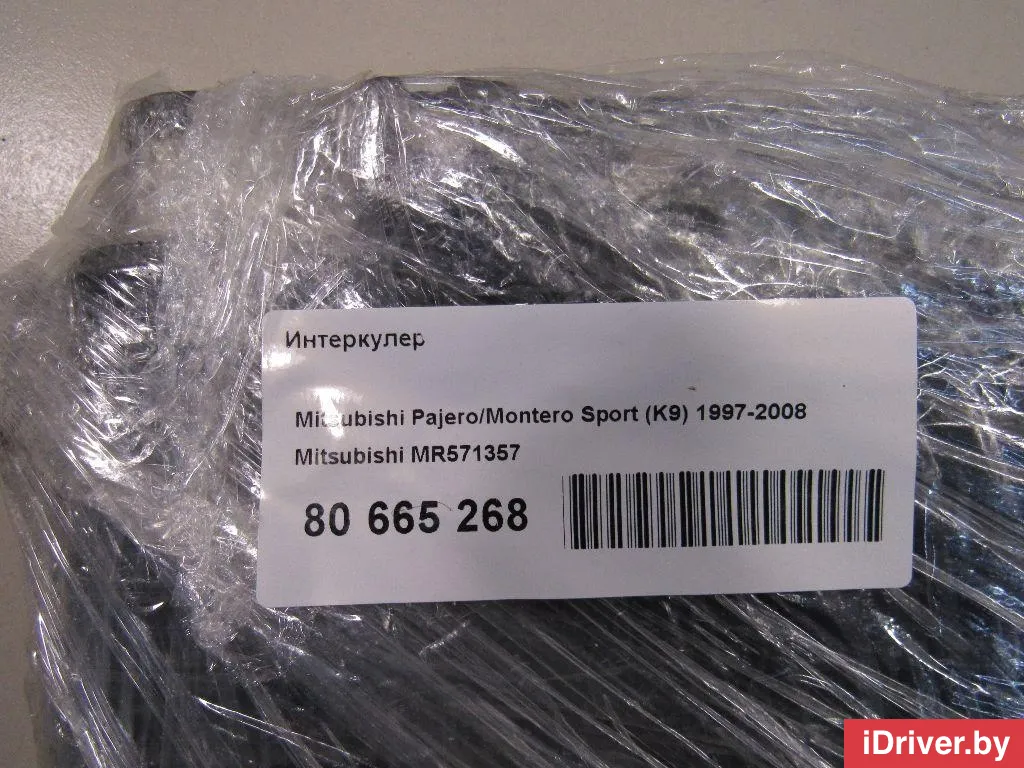 Интеркулер
Mitsubishi Pajero/Montero Sport (K9) 1997-2008
Mitsubishi MR571357
80 665 268
iDriver.by